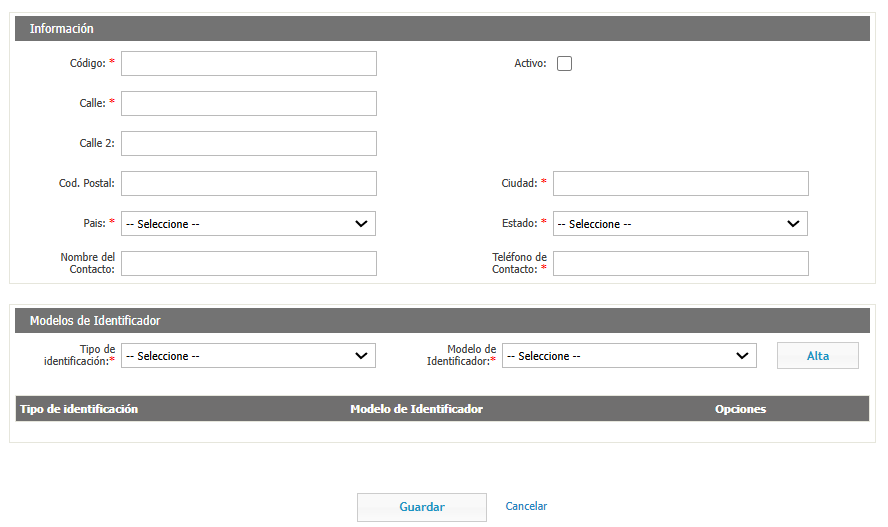 Información
Código: *
Activo:
Calle: *
Calle 2:
Cod. Postal:
Ciudad: *
Pais: *
-- Seleccione --
Estado: *
-- Seleccione --
Nombre del
Contacto:
Teléfono de
Contacto: *
Modelos de Identificador
Tipo de
identificación:*
-- Seleccione --
Modelo de
Identificador:*
-- Seleccione --
Alta
Tipo de identificación
Modelo de Identificador
Opciones
Guardar
Cancelar